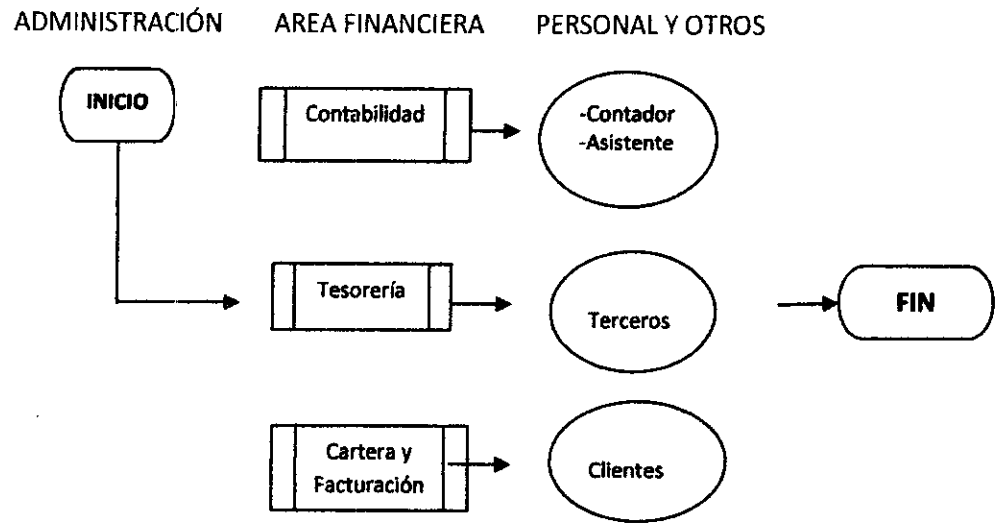 ADMINISTRACIÓN
AREA FINANCIERA
PERSONAL Y OTROS
INICIO
Contabilidad
-Contador
-Asistente
Tesorería
Terceros
FIN
Cartera y
Facturación
Clientes